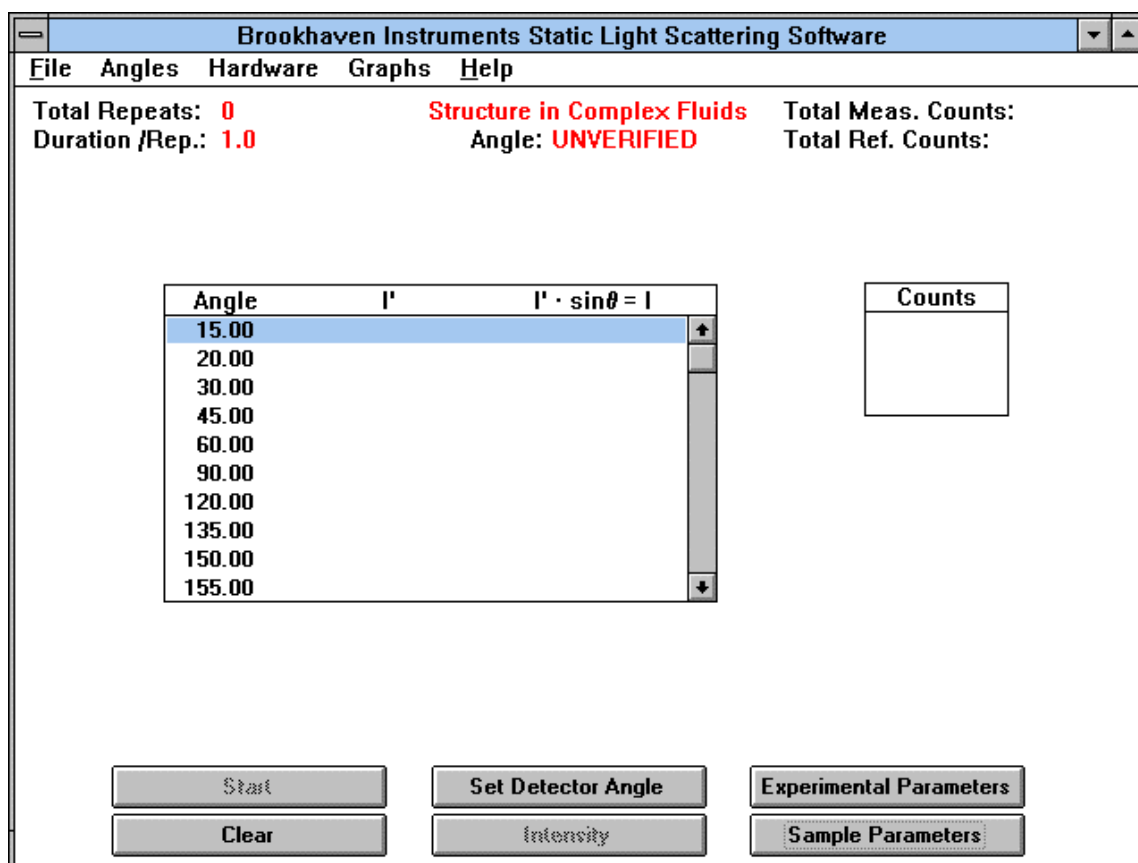 Brookhaven Instruments Static Light Scattering Software
File Angles Hardware Graphs Help
Total Repeats: 0 Structure in Complex Fluids Total Meas. Counts:
Duration /Rep.: 1.0 Angle: UNVERIFIED Total Ref. Counts:
Angle I' I' · sinθ = I Counts
15.00
20.00
30.00
45.00
60.00
90.00
120.00
135.00
150.00
155.00
Start Set Detector Angle Experimental Parameters
Clear Intensity Sample Parameters